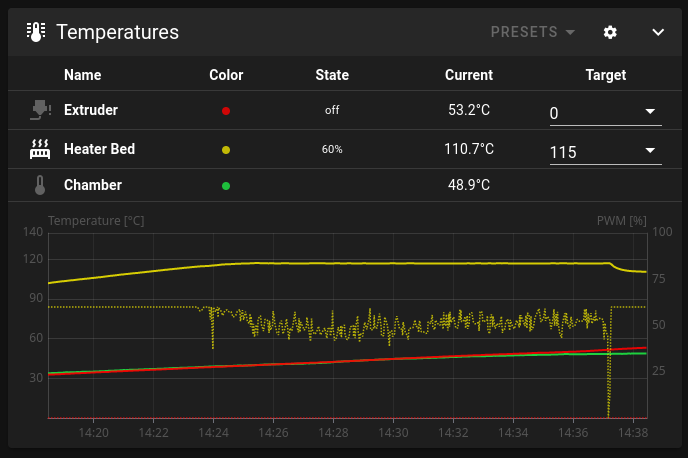 Temperatures PRESETS
Name Color State Current Target
Extruder off 53.2°C 0
Heater Bed 60% 110.7°C 115
Chamber 48.9°C
Temperature [°C] PWM [%]
140 100
120
75
90
50
60
25
30
14:20 14:22 14:24 14:26 14:28 14:30 14:32 14:34 14:36 14:38